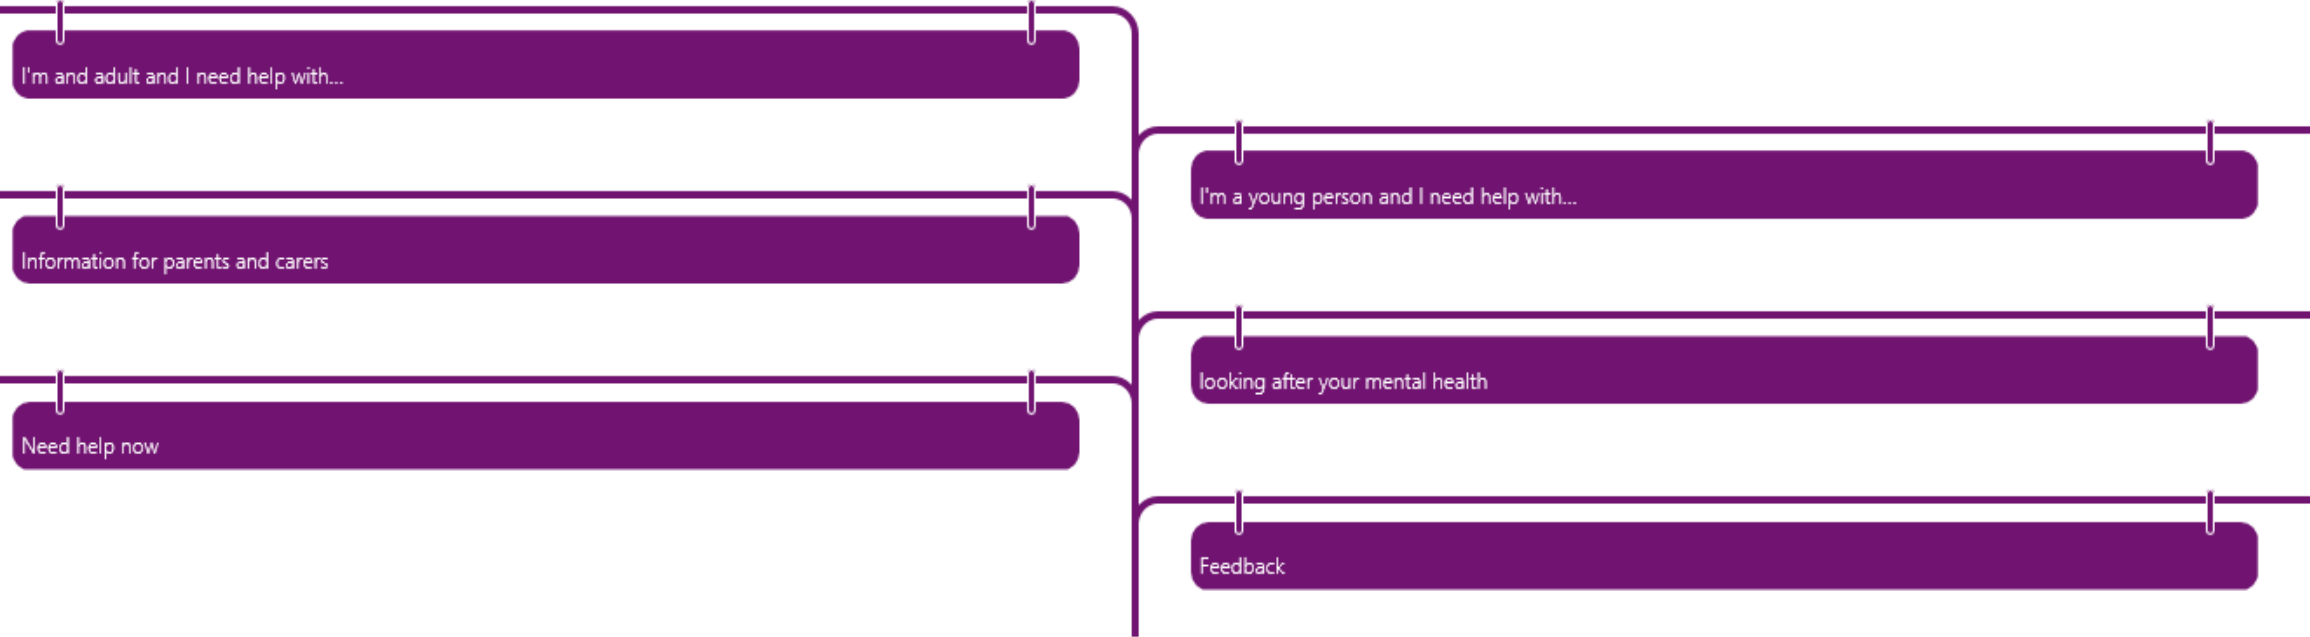 I'm and adult and I need help with...
I'm a young person and I need help with...
Information for parents and carers
looking after your mental health
Need help now
Feedback